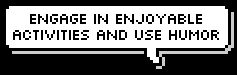 ENGAGE IN ENJOYABLE
ACTIVITIES AND USE HUMOR